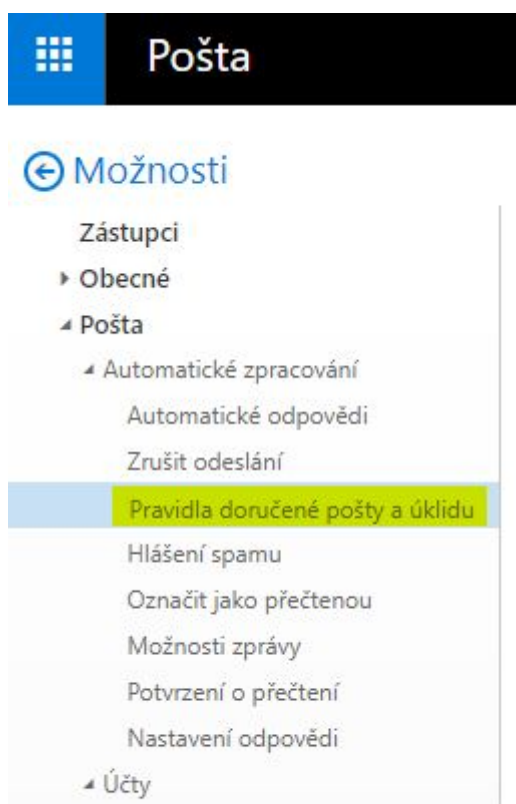 Pošta
Možnosti
Zástupci
Obecné
Pošta
Automatické zpracování
Automatické odpovědi
Zrušit odeslání
Pravidla doručené pošty a úklidu
Hlášení spamu
Označit jako přečtenou
Možnosti zprávy
Potvrzení o přečtení
Nastavení odpovědi
Účty